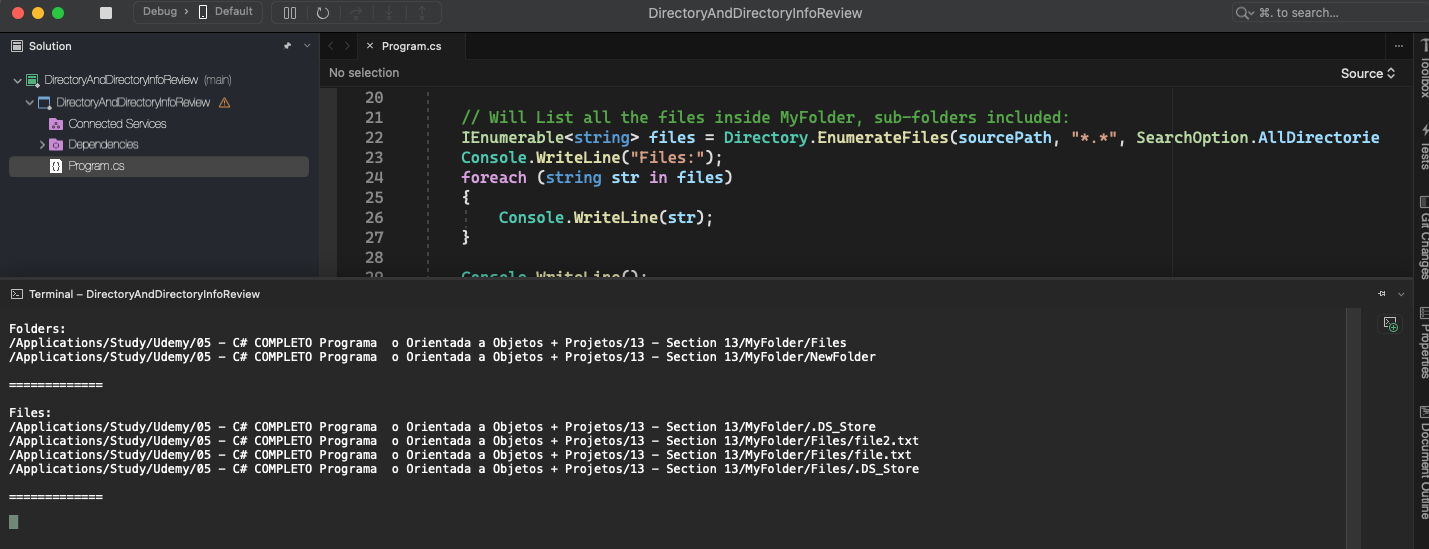 Debug > Default
DirectoryAndDirectoryInfoReview
⌘. to search...
Solution
Program.cs
No selection
Source
DirectoryAndDirectoryInfoReview (main)
DirectoryAndDirectoryInfoReview
Connected Services
Dependencies
Program.cs
20
21 // Will List all the files inside MyFolder, sub-folders included:
22 IEnumerable<string> files = Directory.EnumerateFiles(sourcePath, "*.*", SearchOption.AllDirectorie
23 Console.WriteLine("Files:");
24 foreach (string str in files)
25 {
26 Console.WriteLine(str);
27 }
28
29 Console.WriteLine();
Toolbox
Tests
Git Changes
Properties
Document Outline
Terminal – DirectoryAndDirectoryInfoReview
Folders:
/Applications/Study/Udemy/05 - C# COMPLETO Programa  o Orientada a Objetos + Projetos/13 - Section 13/MyFolder/Files
/Applications/Study/Udemy/05 - C# COMPLETO Programa  o Orientada a Objetos + Projetos/13 - Section 13/MyFolder/NewFolder
=============
Files:
/Applications/Study/Udemy/05 - C# COMPLETO Programa  o Orientada a Objetos + Projetos/13 - Section 13/MyFolder/.DS_Store
/Applications/Study/Udemy/05 - C# COMPLETO Programa  o Orientada a Objetos + Projetos/13 - Section 13/MyFolder/Files/file2.txt
/Applications/Study/Udemy/05 - C# COMPLETO Programa  o Orientada a Objetos + Projetos/13 - Section 13/MyFolder/Files/file.txt
/Applications/Study/Udemy/05 - C# COMPLETO Programa  o Orientada a Objetos + Projetos/13 - Section 13/MyFolder/Files/.DS_Store
=============